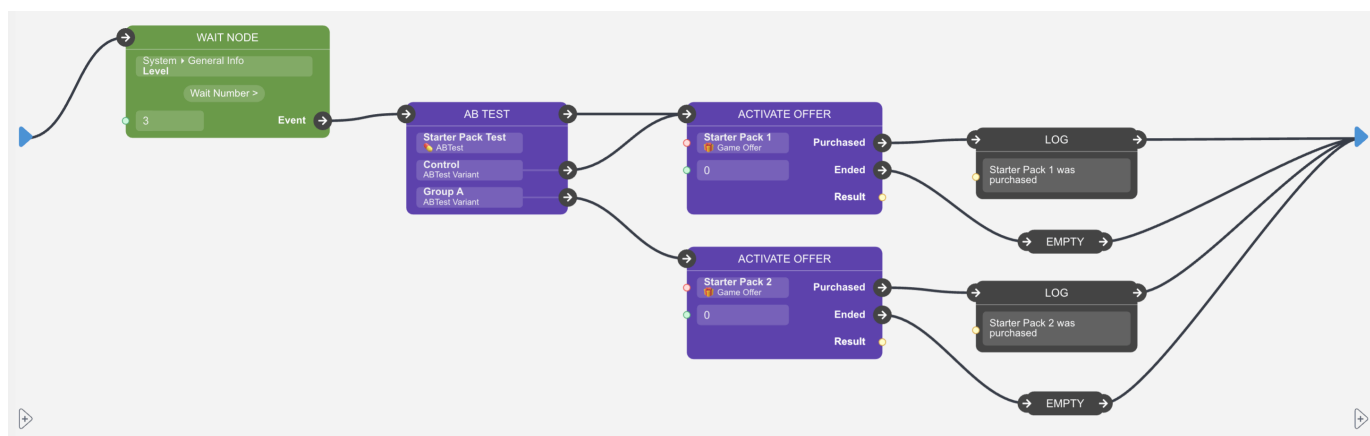 WAIT NODE
System ▸ General Info
Level
Wait Number >
3
Event
AB TEST
Starter Pack Test
ABTest
Control
ABTest Variant
Group A
ABTest Variant
ACTIVATE OFFER
Starter Pack 1
Game Offer
Purchased
0
Ended
Result
LOG
Starter Pack 1 was
purchased
EMPTY
ACTIVATE OFFER
Starter Pack 2
Game Offer
Purchased
0
Ended
Result
LOG
Starter Pack 2 was
purchased
EMPTY